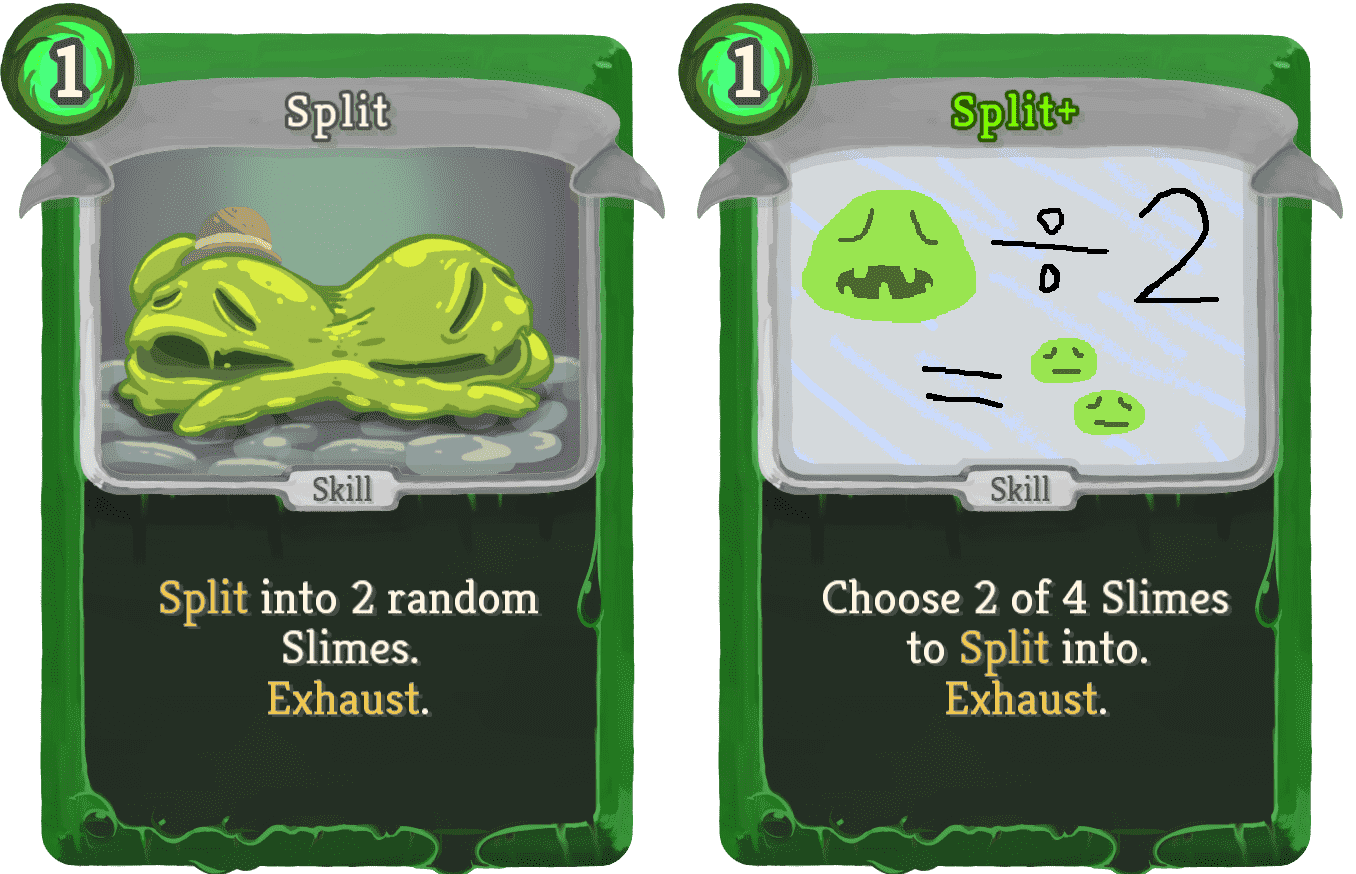 1
Split
Skill
Split into 2 random
Slimes.
Exhaust.
1
Split+
÷ 2
=
Skill
Choose 2 of 4 Slimes
to Split into.
Exhaust.